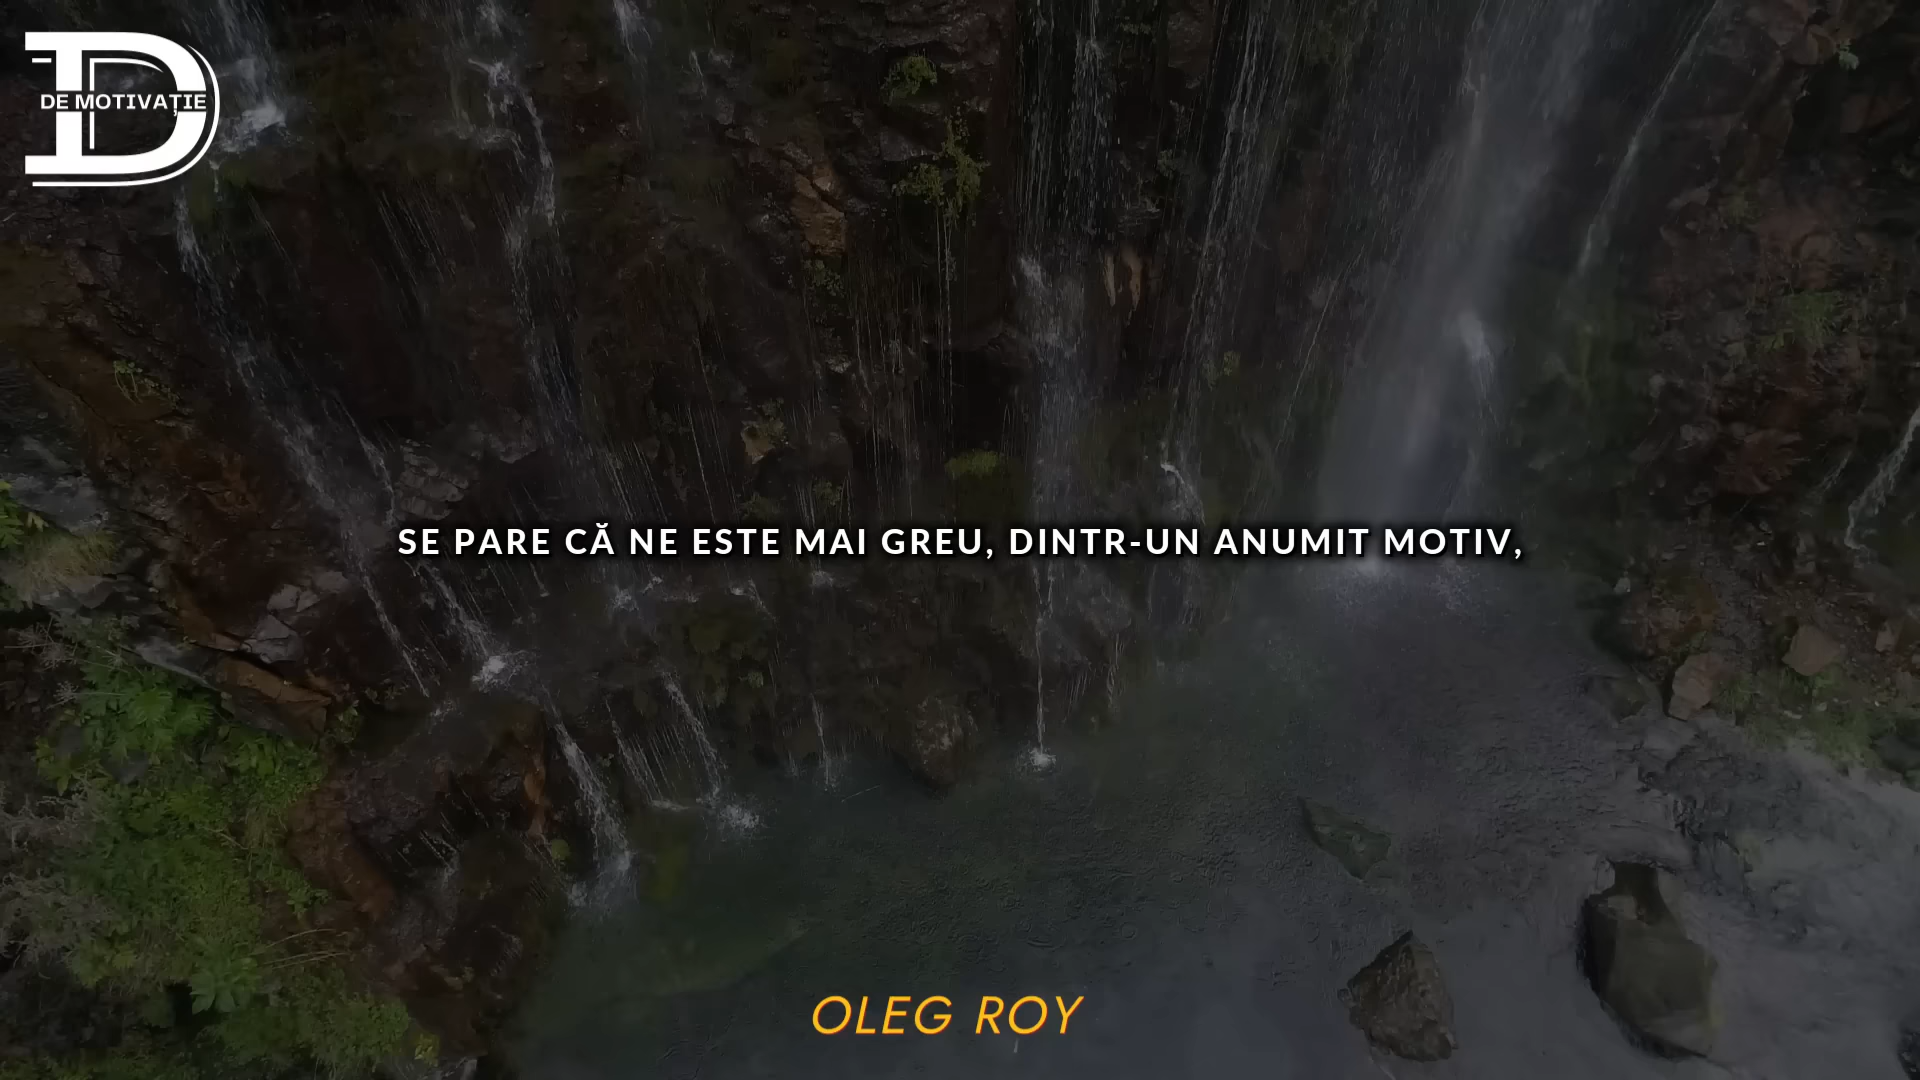 DE MOTIVAȚIE
SE PARE CĂ NE ESTE MAI GREU, DINTR-UN ANUMIT MOTIV,
OLEG ROY